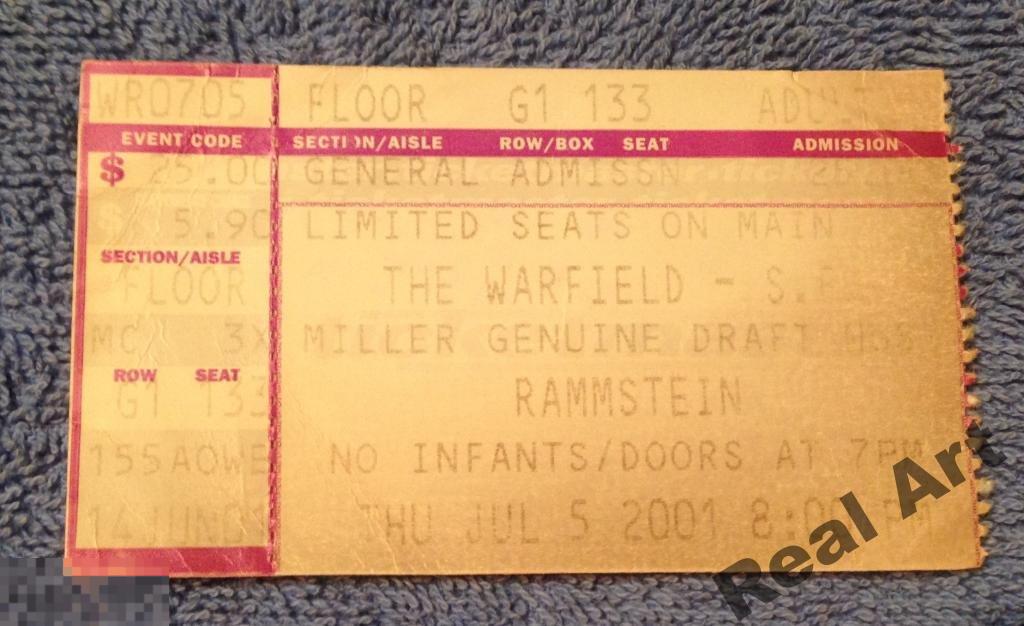 WR0705 FLOOR G1 133 ADULT
EVENT CODE SECTION/AISLE ROW/BOX SEAT ADMISSION
$ 25.00 GENERAL ADMISSN
5.90 LIMITED SEATS ON MAIN
SECTION/AISLE
FLOOR THE WARFIELD - S.F.
MC 3X MILLER GENUINE DRAFT
ROW SEAT
G1 133 RAMMSTEIN
155AOWE NO INFANTS/DOORS AT 7PM
14JUN01 THU JUL 5 2001 8:00 PM
Real Art